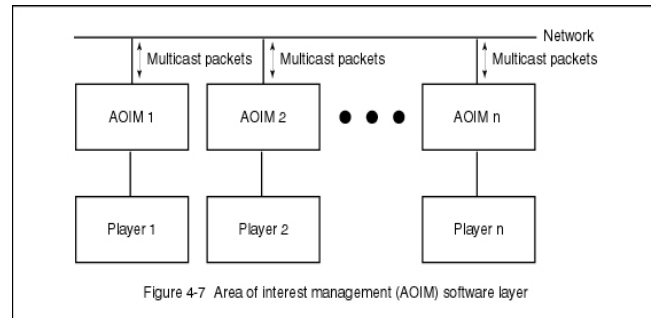 Network
Multicast packets
Multicast packets
Multicast packets
AOIM 1
AOIM 2
AOIM n
Player 1
Player 2
Player n
Figure 4-7 Area of interest management (AOIM) software layer